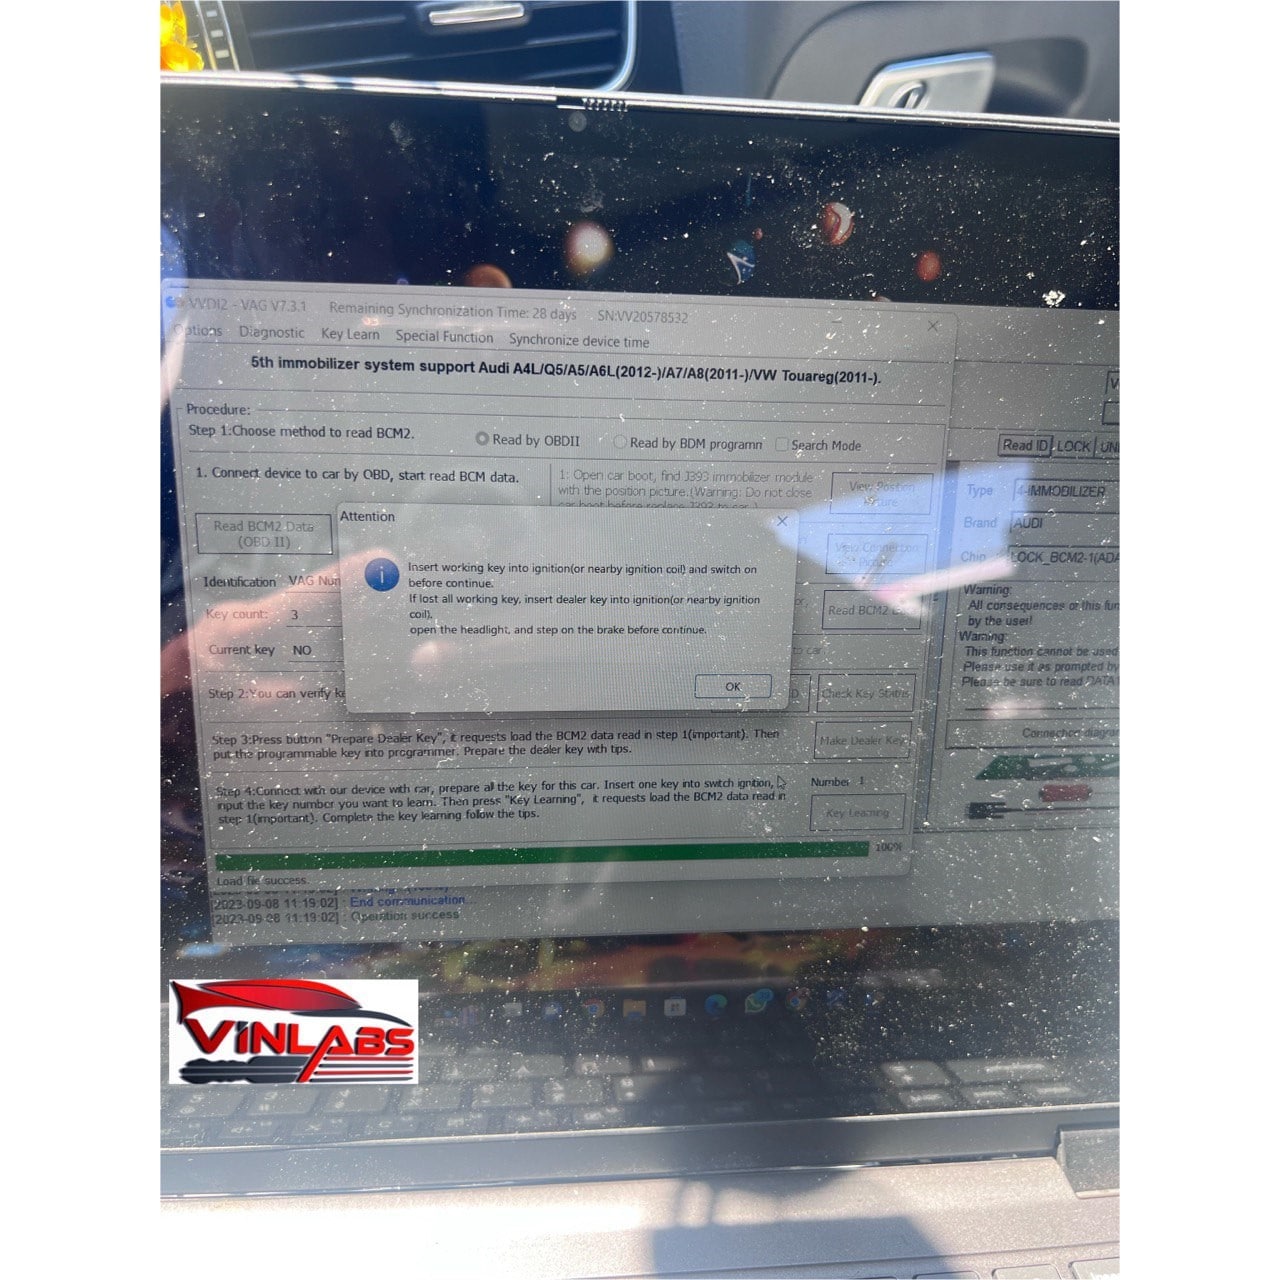 VVDI2 - VAG V7.3.1 Remaining Synchronization Time: 28 days SN:VV20578532
Options Diagnostic Key Learn Special Function Synchronize device time
5th immobilizer system support Audi A4L/Q5/A5/A6L(2012-)/A7/A8(2011-)/VW Touareg(2011-).
Procedure:
Step 1:Choose method to read BCM2.
Read by OBDII
Read by BDM programn
Search Mode
1. Connect device to car by OBD, start read BCM data.
1: Open car boot, find J393 immobilizer module
with the position picture.(Warning: Do not close
car boot before replace J393 to car.)
View Position
Picture
Read BCM2 Data
(OBD II)
View Connection
Picture
Identification VAG Num
Key count: 3
Read BCM2
Current key NO
to car
Attention
Insert working key into ignition(or nearby ignition coil) and switch on
before continue.
If lost all working key, insert dealer key into ignition(or nearby ignition
coil),
open the headlight, and step on the brake before continue.
OK
Step 2:You can verify ke
Check Key Status
Step 3:Press button "Prepare Dealer Key", it requests load the BCM2 data read in step 1(important). Then
put the programmable key into programmer. Prepare the dealer key with tips.
Make Dealer Key
Step 4:Connect with our device with car, prepare all the key for this car. Insert one key into switch ignition,
input the key number you want to learn. Then press "Key Learning", it requests load the BCM2 data read in
step 1(important). Complete the key learning follow the tips.
Number 1
Key Learning
100%
Load file success.
[2023-09-08 11:19:02] : End communication...
[2023-09-08 11:19:02] : Operation success
Read ID LOCK UN
Type 4-IMMOBILIZER
Brand AUDI
Chip LOCK_BCM2-1(ADA
Warning:
All consequences of this fun
by the user!
Warning:
This function cannot be used
Please use it as prompted by
Please be sure to read DATA
Connected diagra
VINLABS